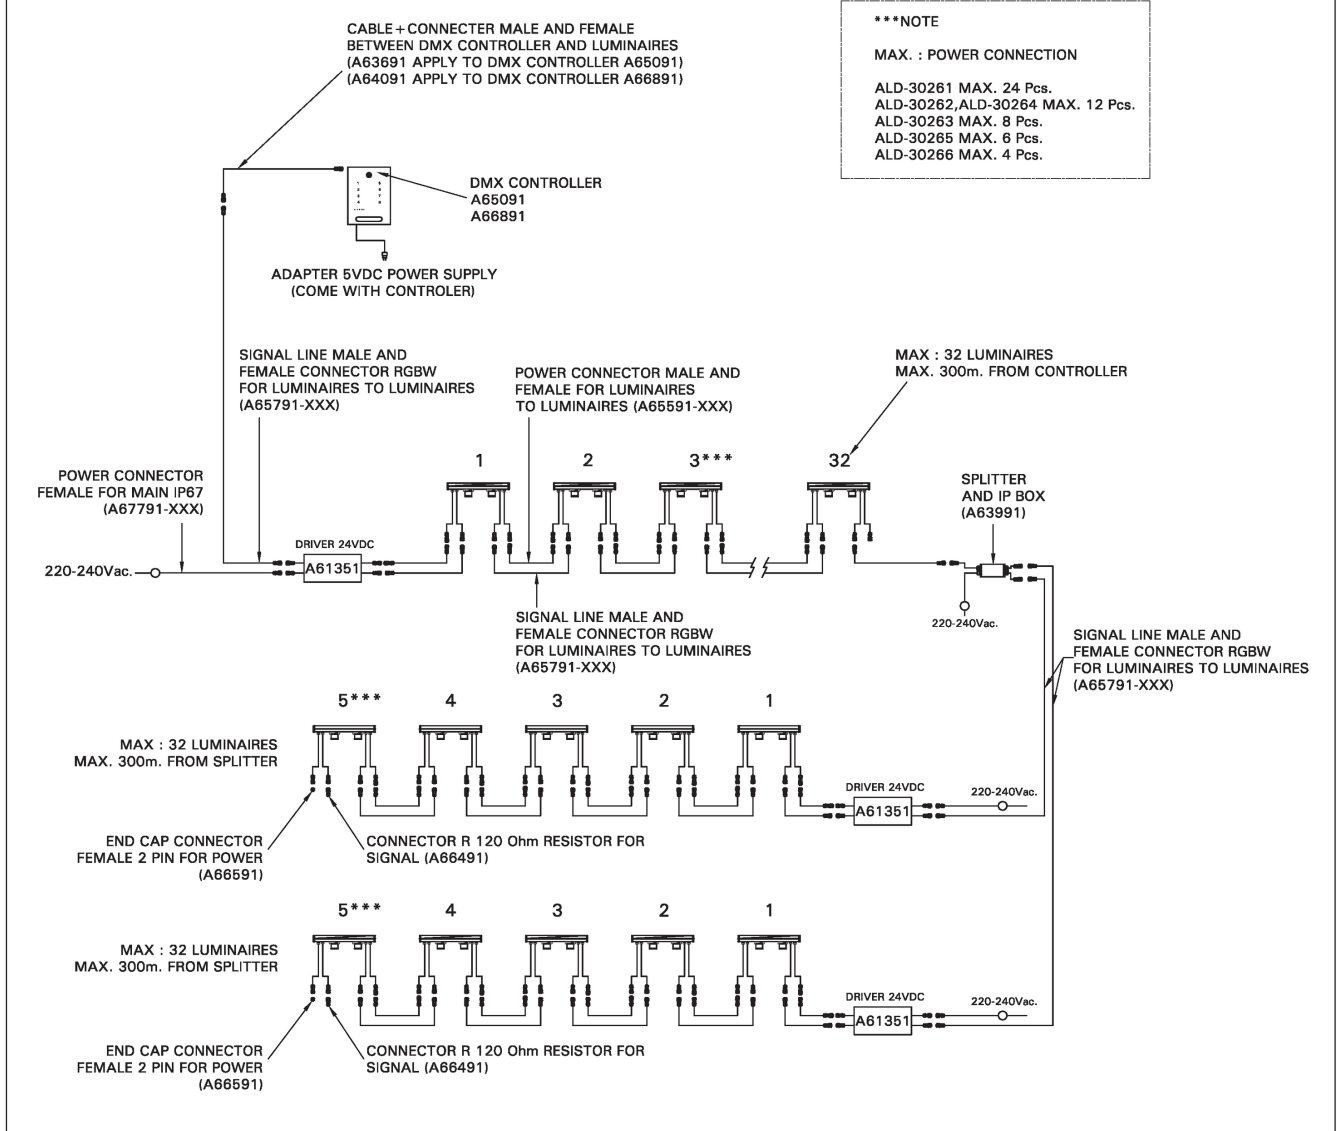 CABLE+CONNECTER MALE AND FEMALE
BETWEEN DMX CONTROLLER AND LUMINAIRES
(A63691 APPLY TO DMX CONTROLLER A65091)
(A64091 APPLY TO DMX CONTROLLER A66891)
***NOTE
MAX. : POWER CONNECTION
ALD-30261 MAX. 24 Pcs.
ALD-30262,ALD-30264 MAX. 12 Pcs.
ALD-30263 MAX. 8 Pcs.
ALD-30265 MAX. 6 Pcs.
ALD-30266 MAX. 4 Pcs.
DMX CONTROLLER
A65091
A66891
ADAPTER 5VDC POWER SUPPLY
(COME WITH CONTROLER)
SIGNAL LINE MALE AND
FEMALE CONNECTOR RGBW
FOR LUMINAIRES TO LUMINAIRES
(A65791-XXX)
POWER CONNECTOR MALE AND
FEMALE FOR LUMINAIRES
TO LUMINAIRES (A65591-XXX)
MAX : 32 LUMINAIRES
MAX. 300m. FROM CONTROLLER
1 2 3*** 32
POWER CONNECTOR
FEMALE FOR MAIN IP67
(A67791-XXX)
SPLITTER
AND IP BOX
(A63991)
DRIVER 24VDC
A61351
220-240Vac.
220-240Vac.
SIGNAL LINE MALE AND
FEMALE CONNECTOR RGBW
FOR LUMINAIRES TO LUMINAIRES
(A65791-XXX)
SIGNAL LINE MALE AND
FEMALE CONNECTOR RGBW
FOR LUMINAIRES TO LUMINAIRES
(A65791-XXX)
5*** 4 3 2 1
MAX : 32 LUMINAIRES
MAX. 300m. FROM SPLITTER
DRIVER 24VDC
A61351
220-240Vac.
END CAP CONNECTOR
FEMALE 2 PIN FOR POWER
(A66591)
CONNECTOR R 120 Ohm RESISTOR FOR
SIGNAL (A66491)
5*** 4 3 2 1
MAX : 32 LUMINAIRES
MAX. 300m. FROM SPLITTER
DRIVER 24VDC
A61351
220-240Vac.
END CAP CONNECTOR
FEMALE 2 PIN FOR POWER
(A66591)
CONNECTOR R 120 Ohm RESISTOR FOR
SIGNAL (A66491)